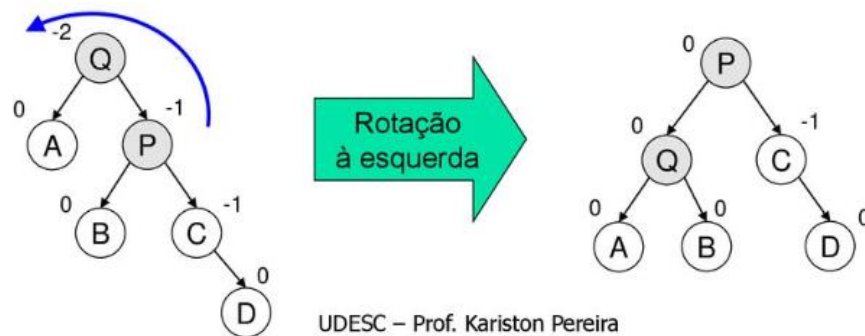 -2
Q
0
A
-1
P
0
B
-1
C
0
D
Rotação
à esquerda
0
P
0
Q
-1
C
0
A
0
B
0
D
UDESC – Prof. Kariston Pereira